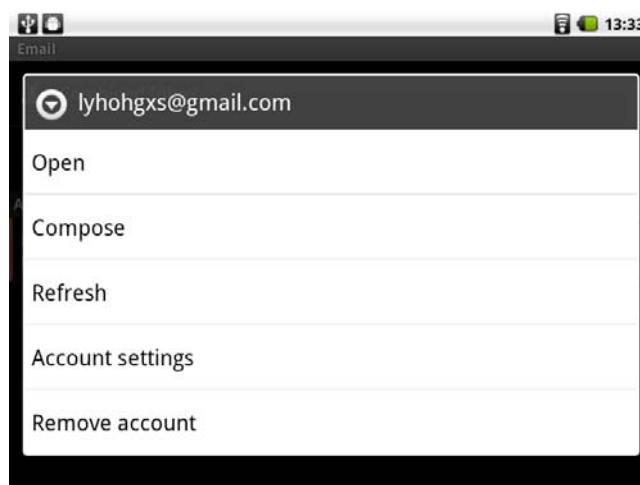 13:33
Email
lyhohgxs@gmail.com
Open
Compose
Refresh
Account settings
Remove account